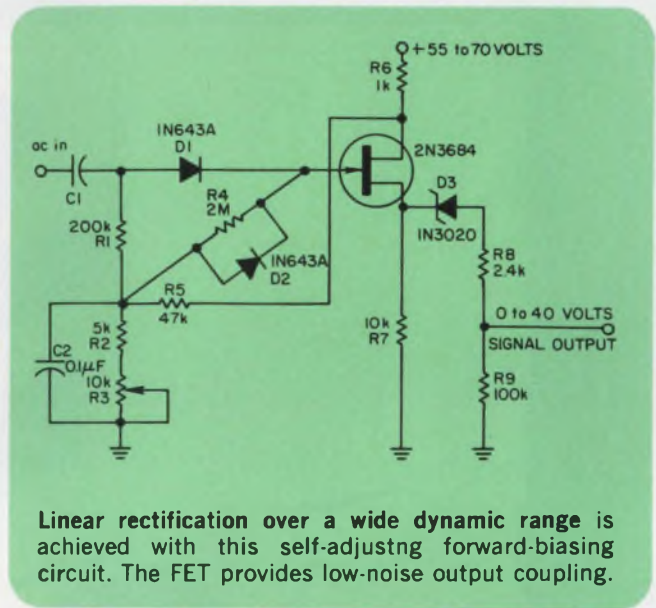 +55 to 70 VOLTS
R6
1k
ac in
1N643A
D1
2N3684
C1
R4
2M
D3
200k
R1
1N643A
D2
1N3020
R8
2.4k
R5
47k
5k
R2
0 to 40 VOLTS
SIGNAL OUTPUT
C2
0.1μF
10k
R3
10k
R7
R9
100k
Linear rectification over a wide dynamic range is
achieved with this self-adjustng forward-biasing
circuit. The FET provides low-noise output coupling.